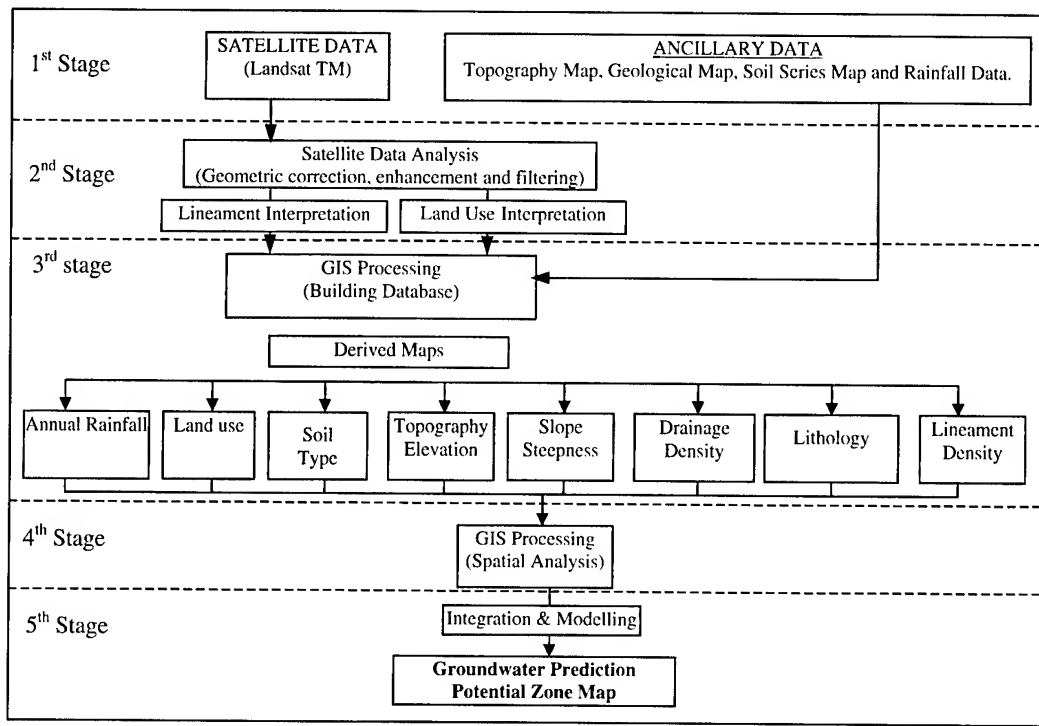 1st Stage
SATELLITE DATA
(Landsat TM)
ANCILLARY DATA
Topography Map, Geological Map, Soil Series Map and Rainfall Data.
2nd Stage
Satellite Data Analysis
(Geometric correction, enhancement and filtering)
Lineament Interpretation
Land Use Interpretation
3rd stage
GIS Processing
(Building Database)
Derived Maps
Annual Rainfall
Land use
Soil
Type
Topography
Elevation
Slope
Steepness
Drainage
Density
Lithology
Lineament
Density
4th Stage
GIS Processing
(Spatial Analysis)
5th Stage
Integration & Modelling
Groundwater Prediction
Potential Zone Map